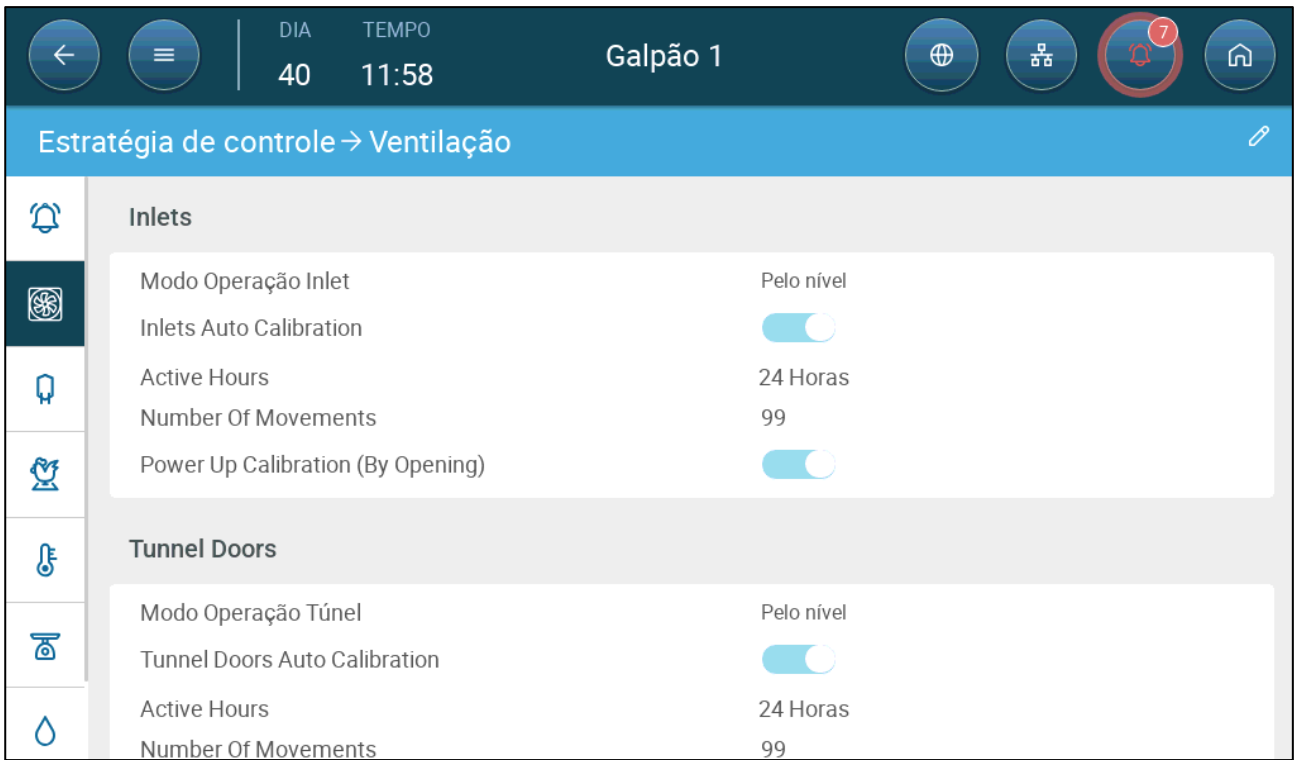 DIA TEMPO
40 11:58
Galpão 1
7
Estratégia de controle → Ventilação
Inlets
Modo Operação Inlet Pelo nível
Inlets Auto Calibration
Active Hours 24 Horas
Number Of Movements 99
Power Up Calibration (By Opening)
Tunnel Doors
Modo Operação Túnel Pelo nível
Tunnel Doors Auto Calibration
Active Hours 24 Horas
Number Of Movements 99